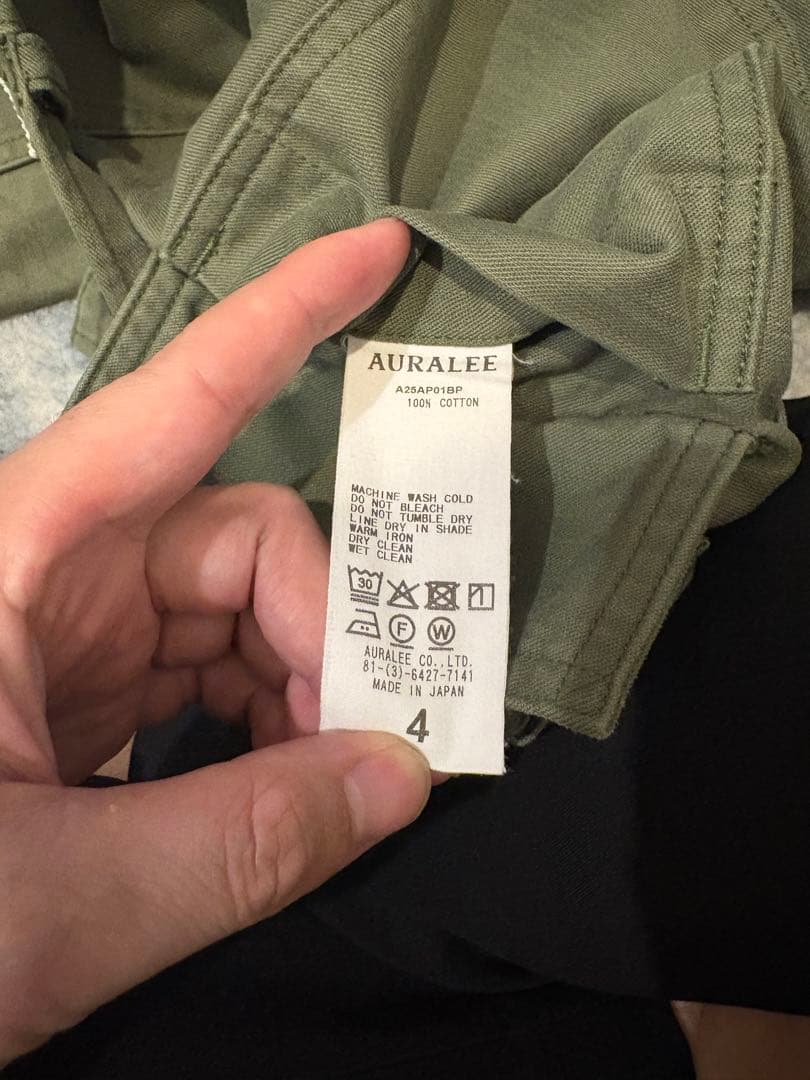 AURALEE
A25AP01BP
100% COTTON
MACHINE WASH COLD
DO NOT BLEACH
DO NOT TUMBLE DRY
LINE DRY IN SHADE
WARM IRON
DRY CLEAN
WET CLEAN
30
F W
AURALEE CO.,LTD.
81-(3)-6427-7141
MADE IN JAPAN
4